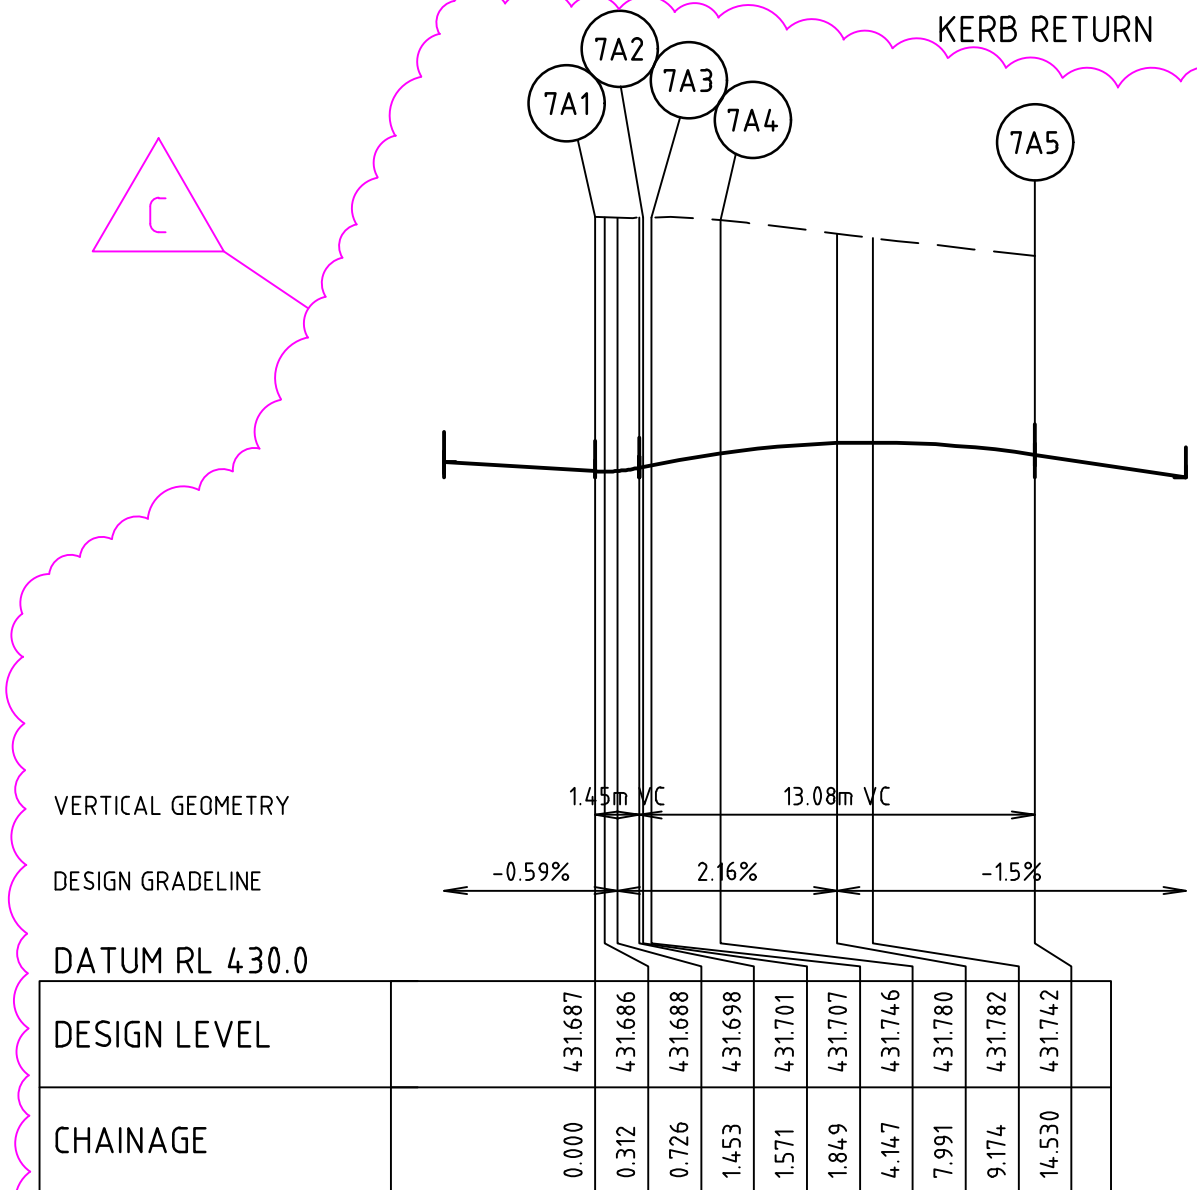 KERB RETURN
7A2
7A3
7A1
7A4
7A5
C
VERTICAL GEOMETRY
1.45m VC
13.08m VC
DESIGN GRADELINE
-0.59%
2.16%
-1.5%
DATUM RL 430.0
DESIGN LEVEL
431.687
431.686
431.688
431.698
431.701
431.707
431.746
431.780
431.782
431.742
CHAINAGE
0.000
0.312
0.726
1.453
1.571
1.849
4.147
7.991
9.174
14.530